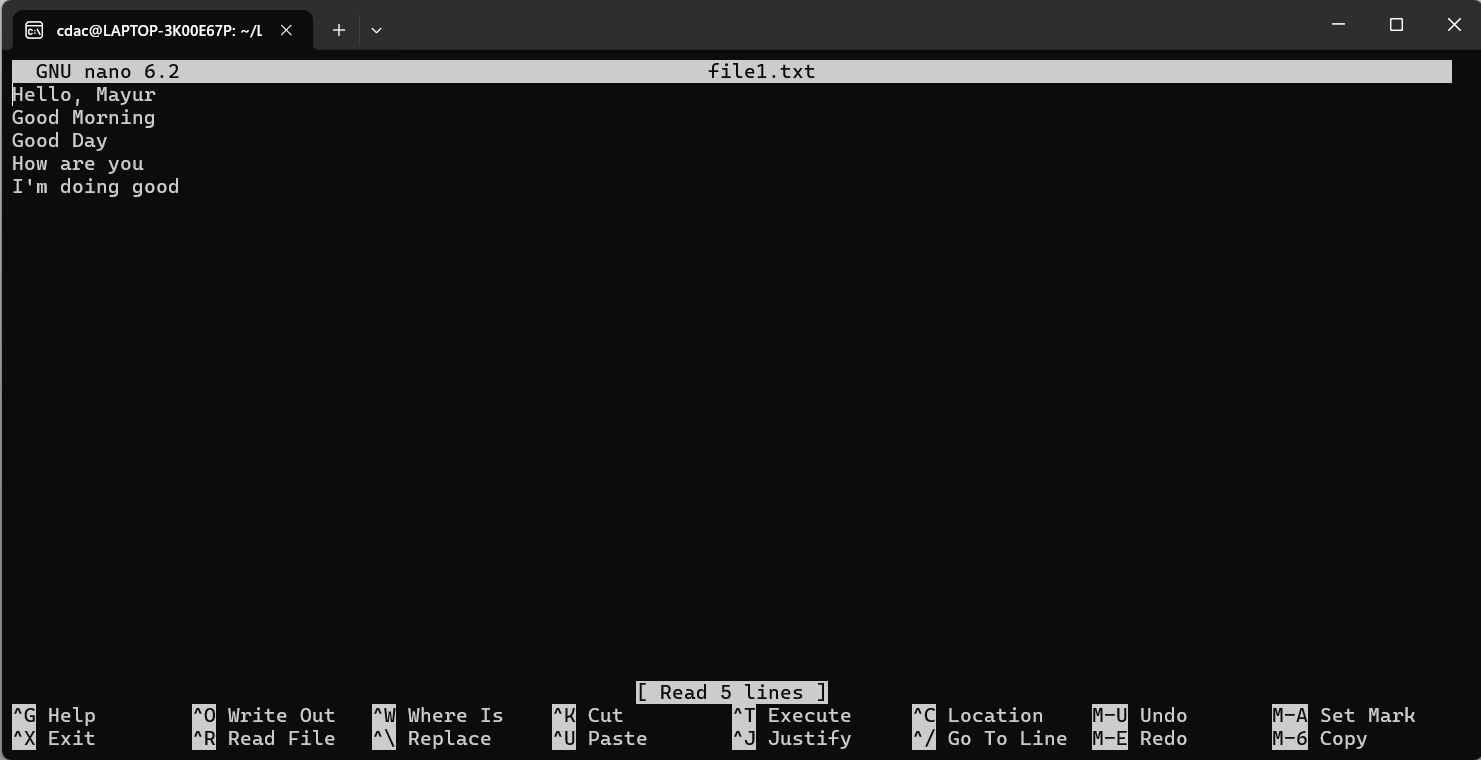 cdac@LAPTOP-3K00E67P: ~/L
GNU nano 6.2 file1.txt
Hello, Mayur
Good Morning
Good Day
How are you
I'm doing good
[ Read 5 lines ]
^G Help ^O Write Out ^W Where Is ^K Cut ^T Execute ^C Location M-U Undo M-A Set Mark
^X Exit ^R Read File ^\ Replace ^U Paste ^J Justify ^/ Go To Line M-E Redo M-6 Copy